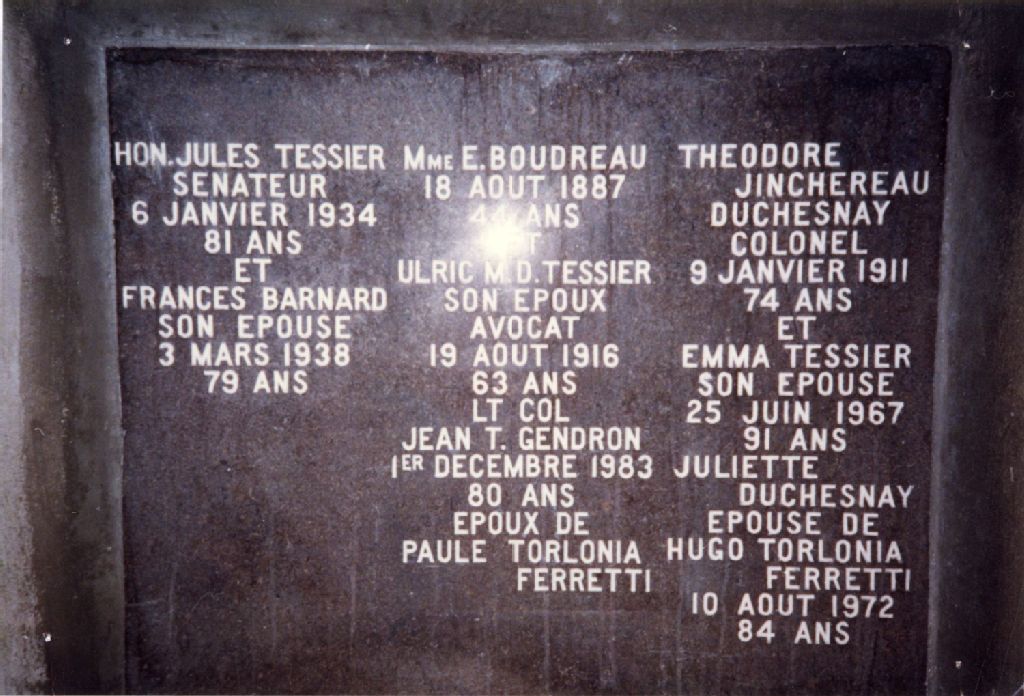 HON. JULES TESSIER
SENATEUR
6 JANVIER 1934
81 ANS
ET
FRANCES BARNARD
SON EPOUSE
3 MARS 1938
79 ANS
MME E. BOUDREAU
18 AOUT 1887
44 ANS
ET
ULRIC M.D. TESSIER
SON EPOUX
AVOCAT
19 AOUT 1916
63 ANS
LT COL
JEAN T. GENDRON
1ER DECEMBRE 1983
80 ANS
EPOUX DE
PAULE TORLONIA
FERRETTI
THEODORE
JINCHEREAU
DUCHESNAY
COLONEL
9 JANVIER 1911
74 ANS
ET
EMMA TESSIER
SON EPOUSE
25 JUIN 1967
91 ANS
JULIETTE
DUCHESNAY
EPOUSE DE
HUGO TORLONIA
FERRETTI
10 AOUT 1972
84 ANS